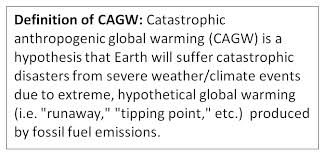 Definition of CAGW: Catastrophic
anthropogenic global warming (CAGW) is a
hypothesis that Earth will suffer catastrophic
disasters from severe weather/climate events
due to extreme, hypothetical global warming
(i.e. "runaway," "tipping point," etc.) produced
by fossil fuel emissions.